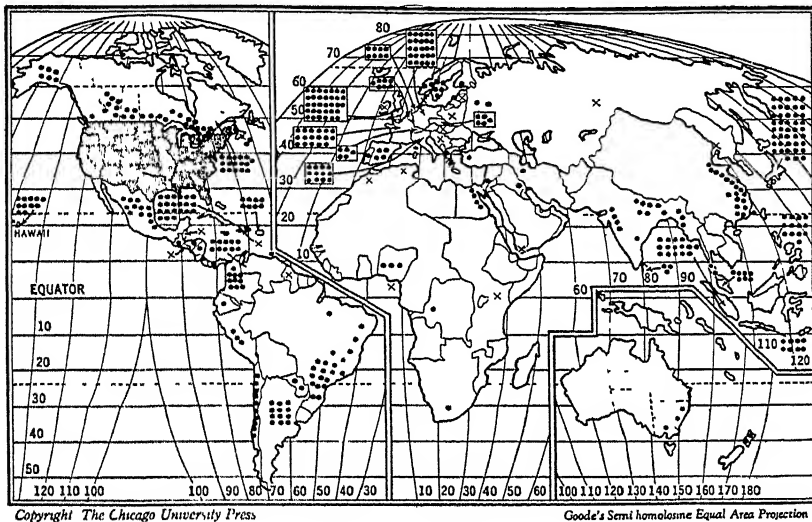 80
70
60
50
40
30
20
10
HAWAII
EQUATOR
10
20
30
40
50
60
70 80 90
110
120
120 110 100
100 90 80 70 60 50 40 30
10 20 30 40 50 60
100 110 120 130 140 150 160 170 180
Copyright The Chicago University Press
Goode's Semi homolosine Equal Area Projection